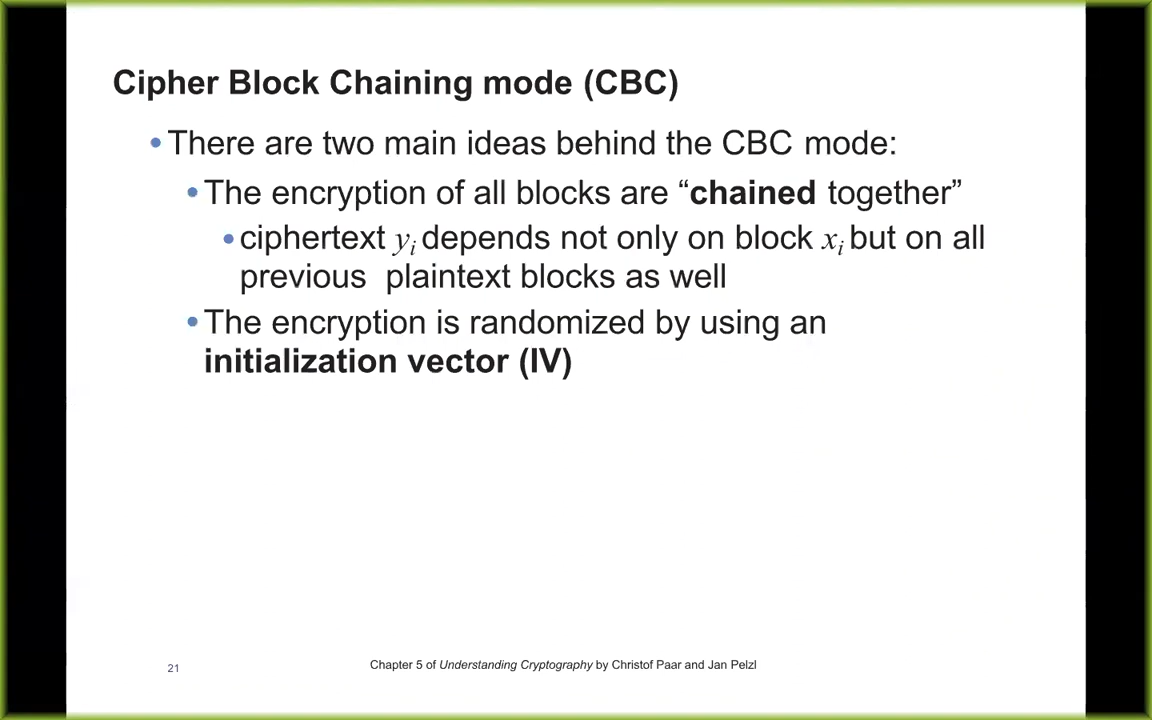 Cipher Block Chaining mode (CBC)
• There are two main ideas behind the CBC mode:
• The encryption of all blocks are “chained together”
• ciphertext yi depends not only on block xi but on all
previous plaintext blocks as well
• The encryption is randomized by using an
initialization vector (IV)
21
Chapter 5 of Understanding Cryptography by Christof Paar and Jan Pelzl